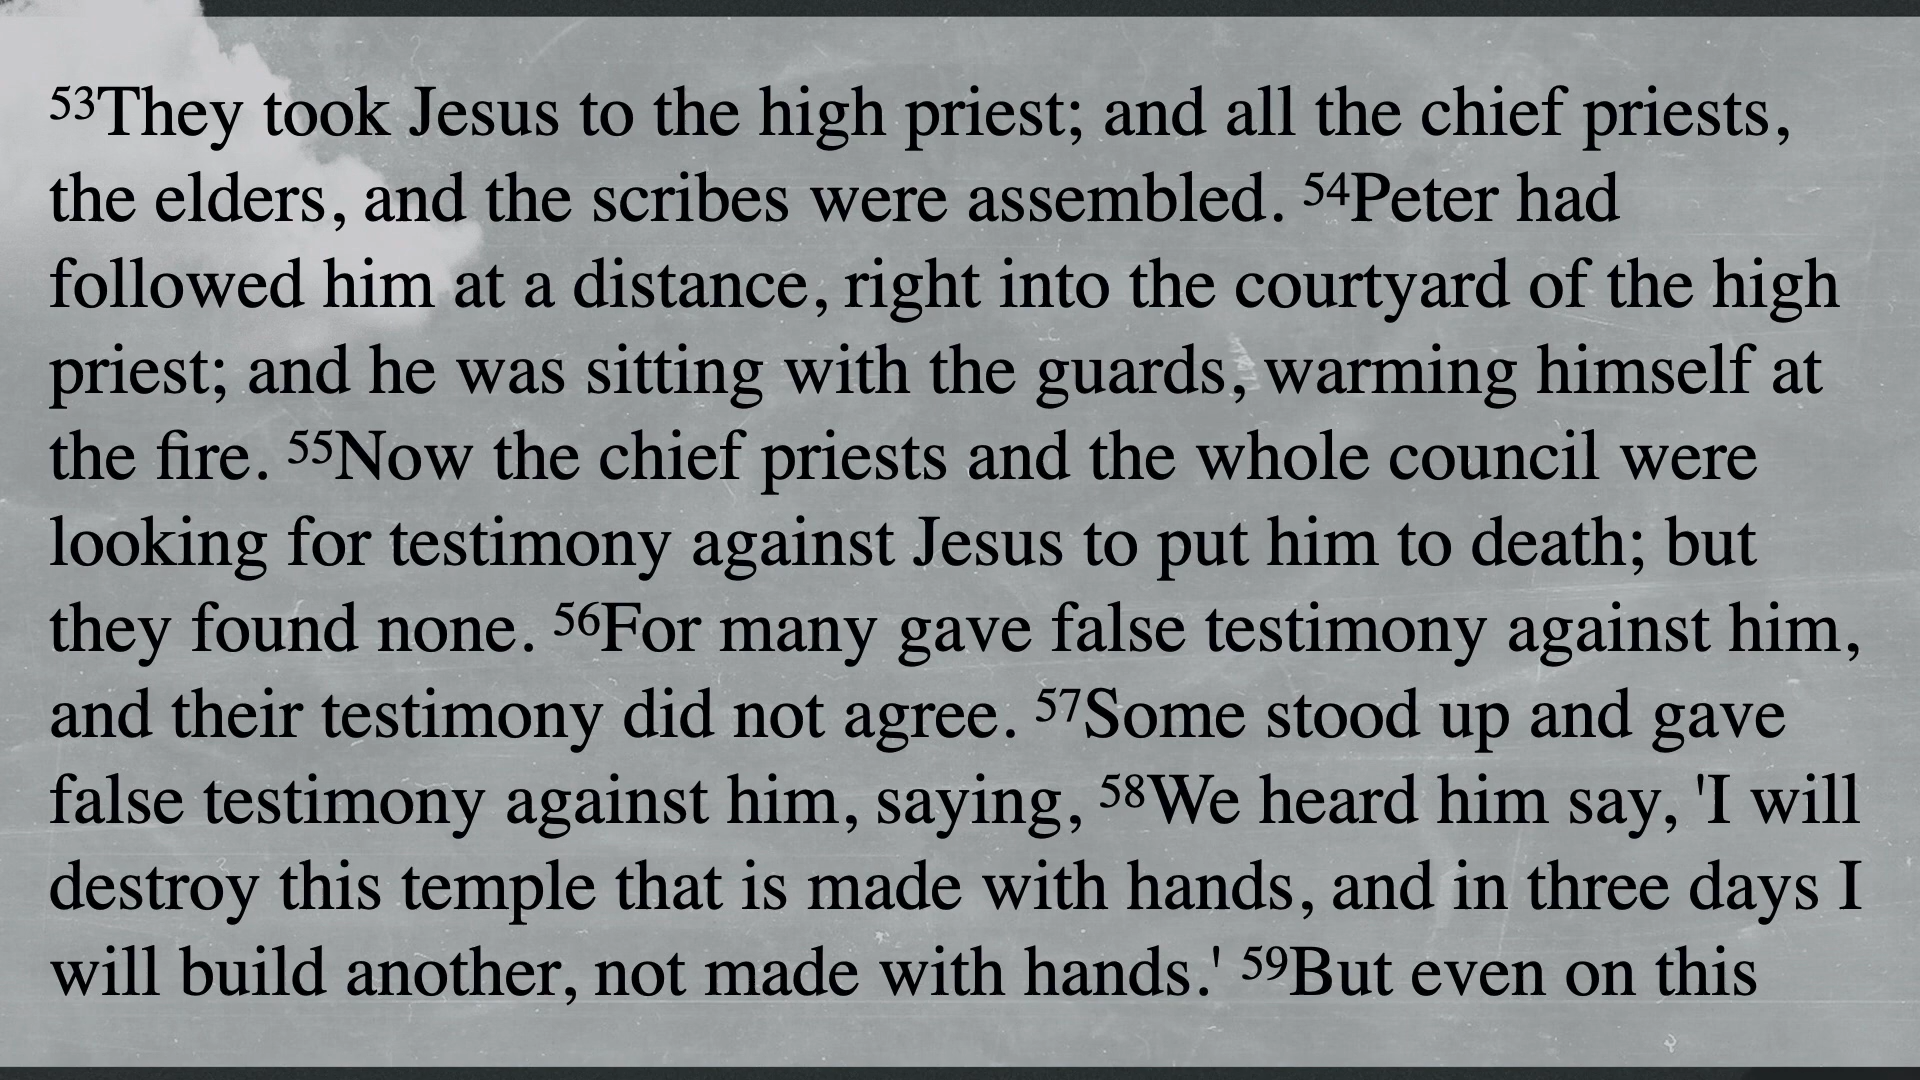 53They took Jesus to the high priest; and all the chief priests,
the elders, and the scribes were assembled. 54Peter had
followed him at a distance, right into the courtyard of the high
priest; and he was sitting with the guards, warming himself at
the fire. 55Now the chief priests and the whole council were
looking for testimony against Jesus to put him to death; but
they found none. 56For many gave false testimony against him,
and their testimony did not agree. 57Some stood up and gave
false testimony against him, saying, 58We heard him say, 'I will
destroy this temple that is made with hands, and in three days I
will build another, not made with hands.' 59But even on this